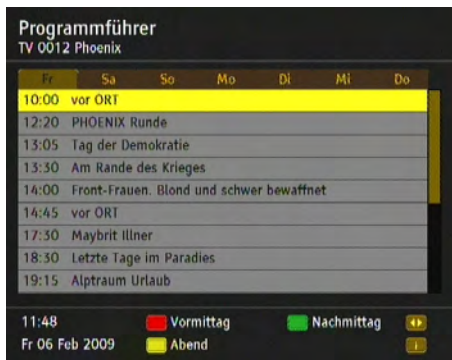 Programmführer
TV 0012 Phoenix
Fr Sa So Mo Di Mi Do
10:00 vor ORT
12:20 PHOENIX Runde
13:05 Tag der Demokratie
13:30 Am Rande des Krieges
14:00 Front-Frauen. Blond und schwer bewaffnet
14:45 vor ORT
17:30 Maybrit Illner
18:30 Letzte Tage im Paradies
19:15 Alptraum Urlaub
11:48 Vormittag Nachmittag
Fr 06 Feb 2009 Abend i